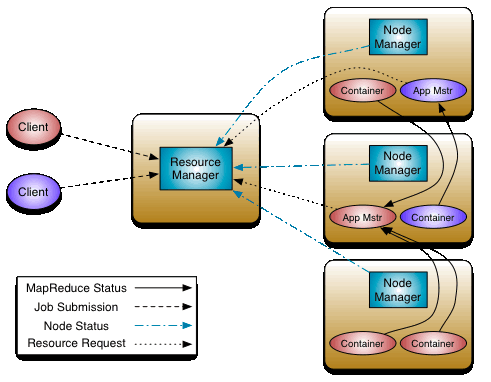 Node
Manager
Container
App Mstr
Client
Client
Resource
Manager
Node
Manager
App Mstr
Container
Node
Manager
Container
Container
MapReduce Status
Job Submission
Node Status
Resource Request